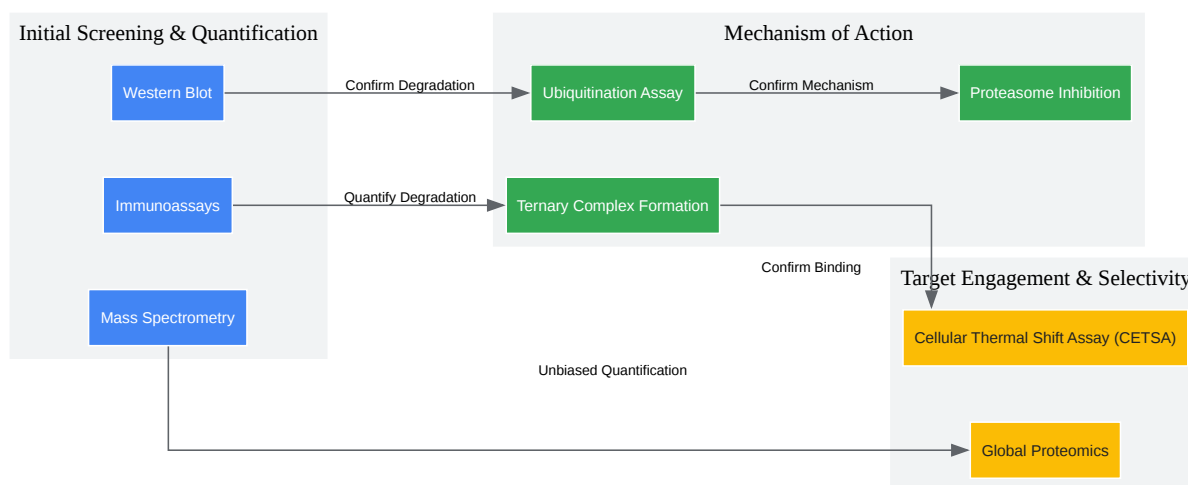 Initial Screening & Quantification
Mechanism of Action
Western Blot
Confirm Degradation
Ubiquitination Assay
Confirm Mechanism
Proteasome Inhibition
Immunoassays
Quantify Degradation
Ternary Complex Formation
Confirm Binding
Target Engagement & Selectivity
Mass Spectrometry
Cellular Thermal Shift Assay (CETSA)
Unbiased Quantification
Global Proteomics